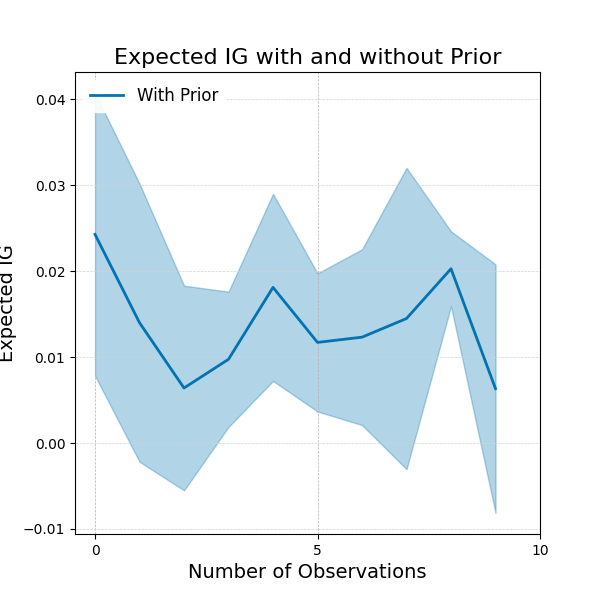 Expected IG with and without Prior
With Prior
Expected IG
0.04
0.03
0.02
0.01
0.00
−0.01
0
5
10
Number of Observations